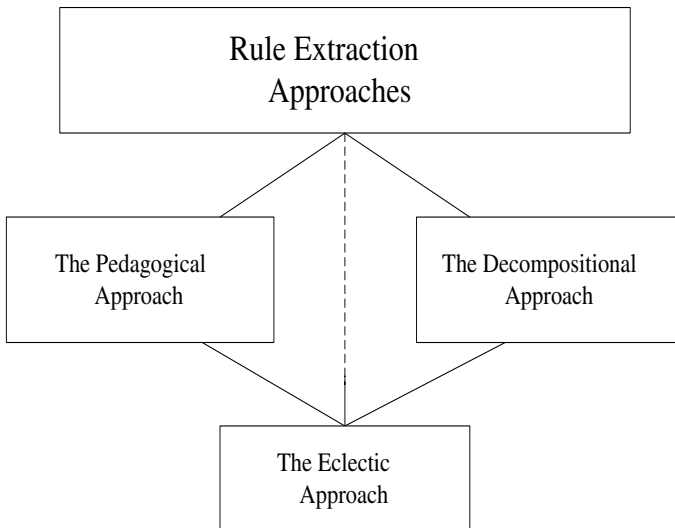 Rule Extraction
Approaches
The Pedagogical
Approach
The Decompositional
Approach
The Eclectic
Approach